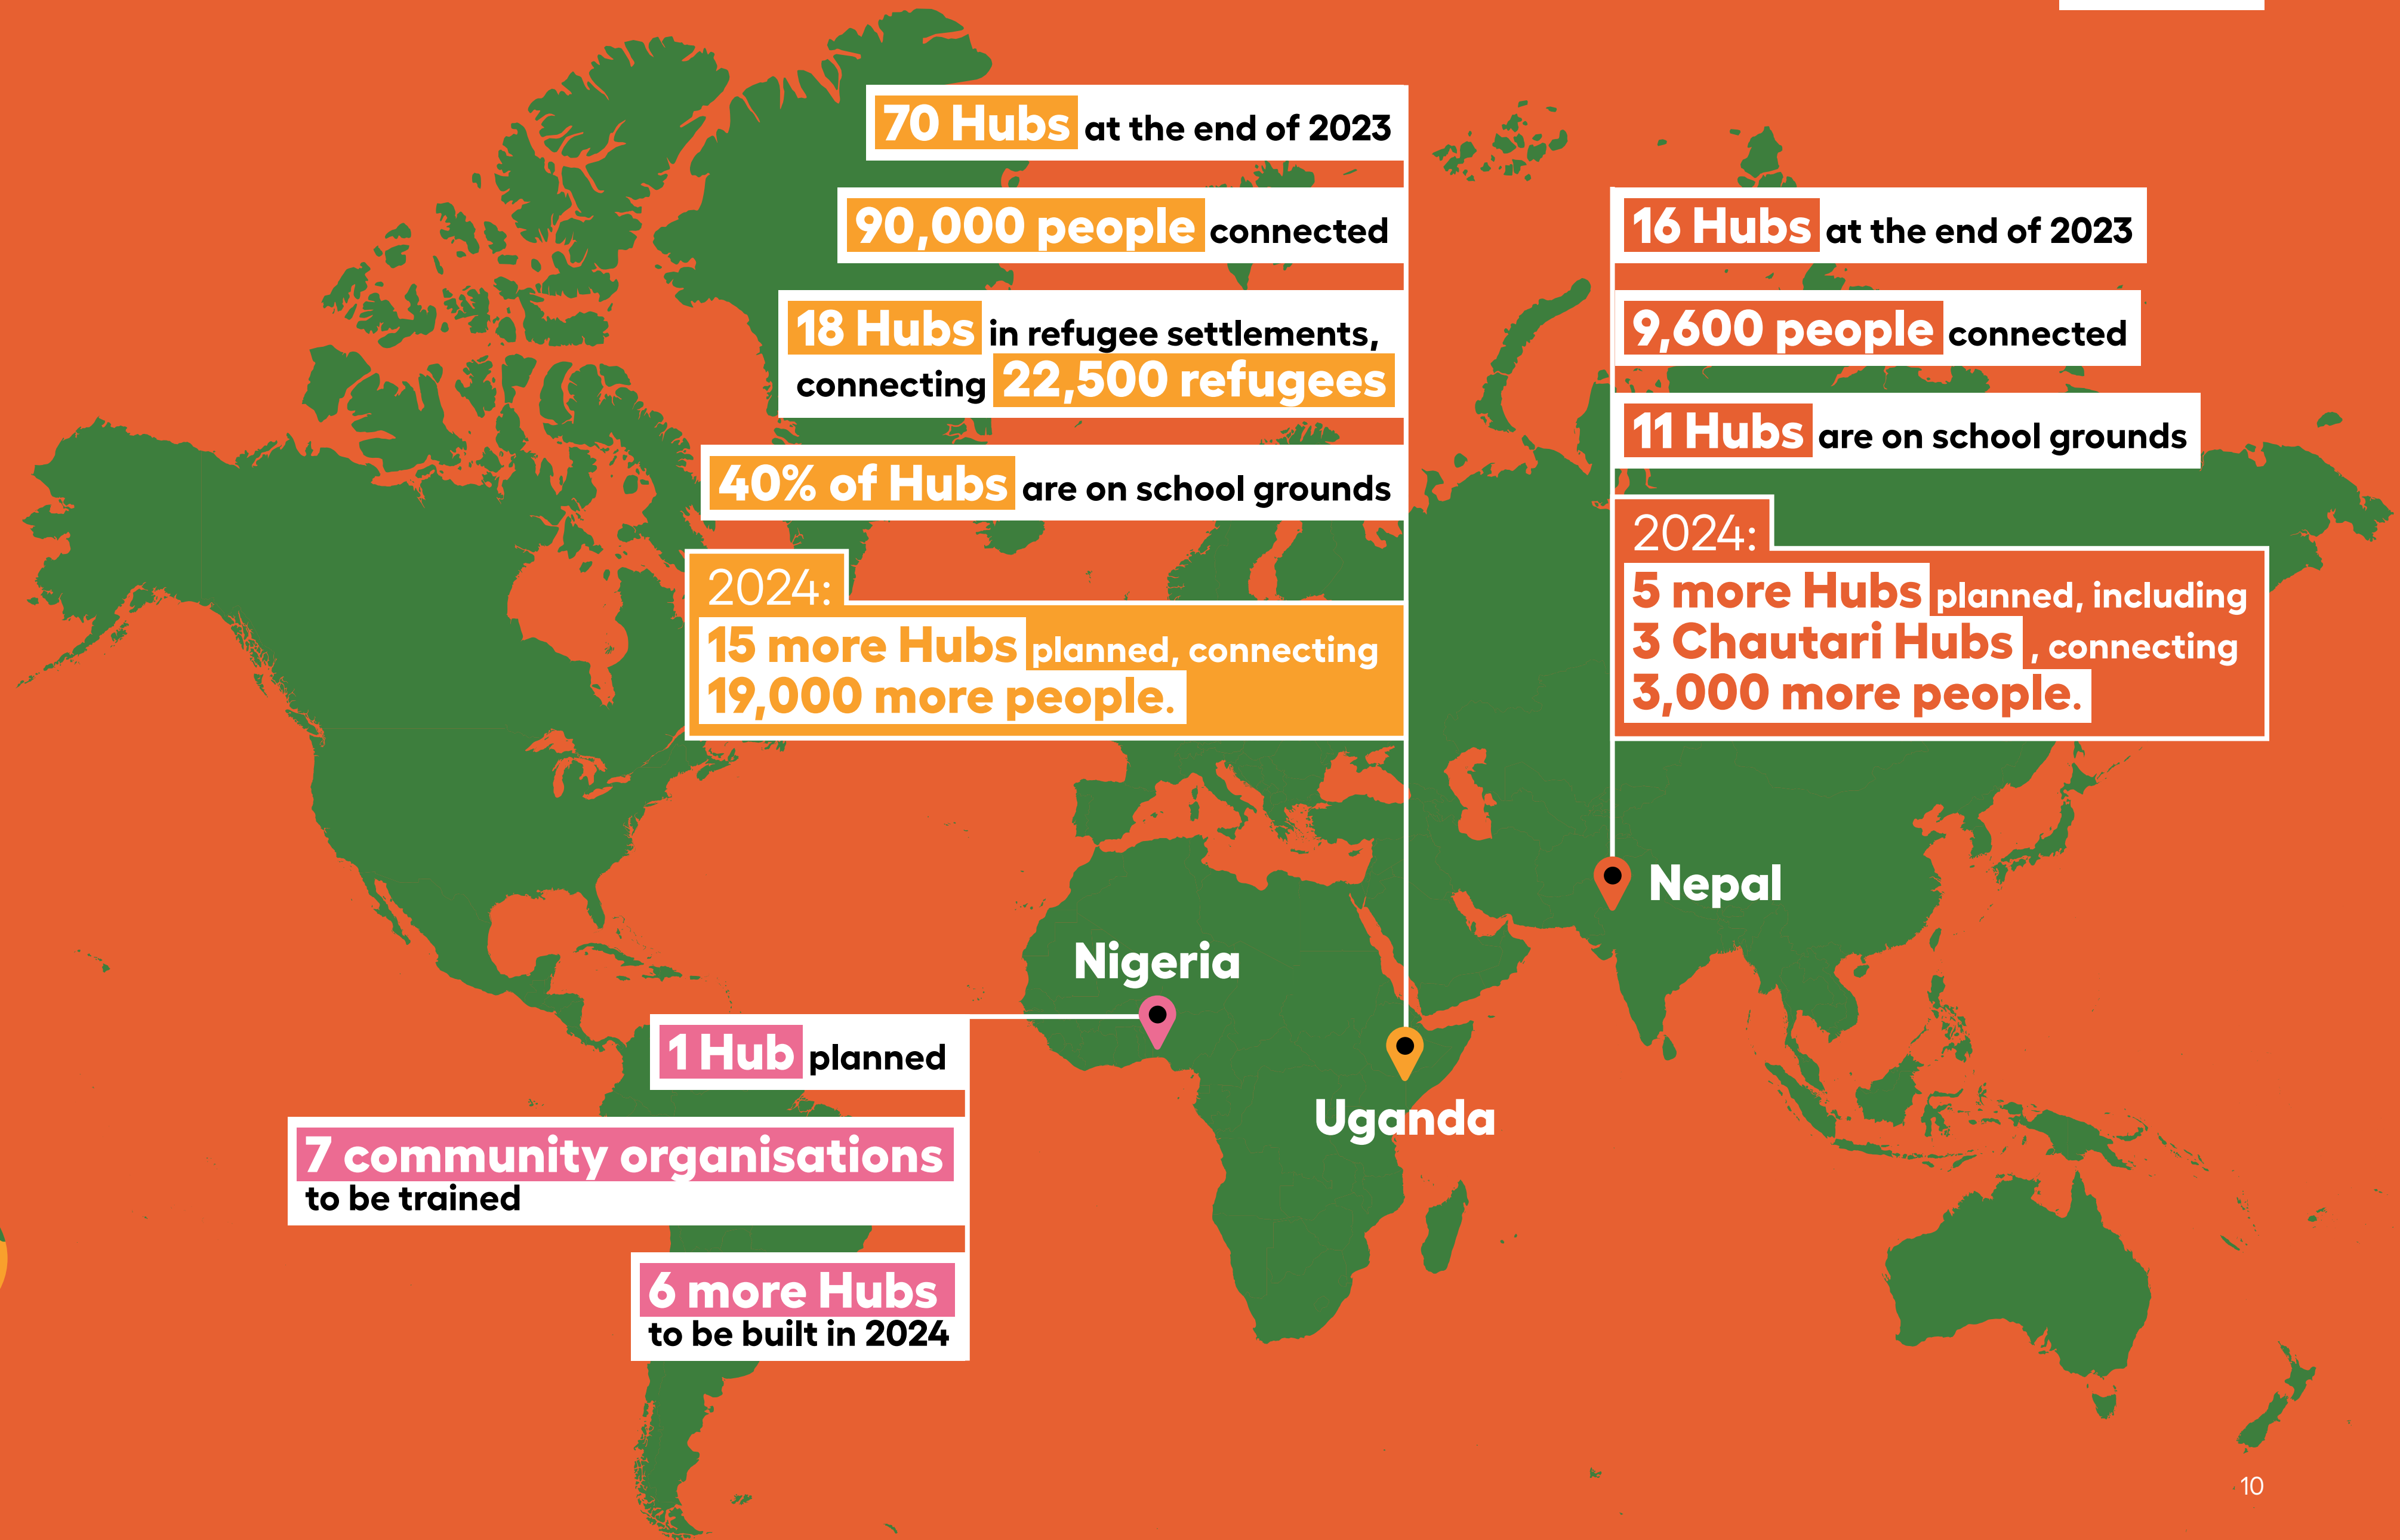 70 Hubs at the end of 2023
90,000 people connected
18 Hubs in refugee settlements,
connecting 22,500 refugees
40% of Hubs are on school grounds
2024:
15 more Hubs planned, connecting
19,000 more people.
16 Hubs at the end of 2023
9,600 people connected
11 Hubs are on school grounds
2024:
5 more Hubs planned, including
3 Chautari Hubs , connecting
3,000 more people.
Nepal
Nigeria
Uganda
1 Hub planned
7 community organisations
to be trained
6 more Hubs
to be built in 2024
10